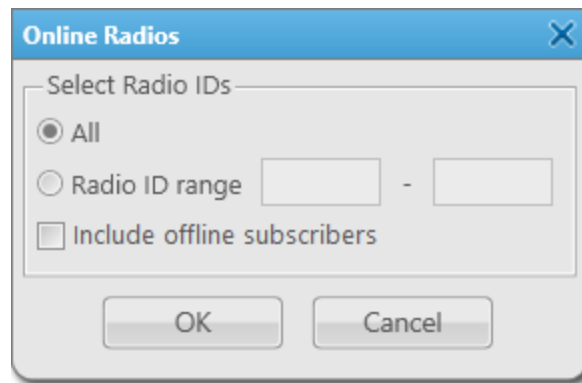 Online Radios
Select Radio IDs
All
Radio ID range -
Include offline subscribers
OK Cancel